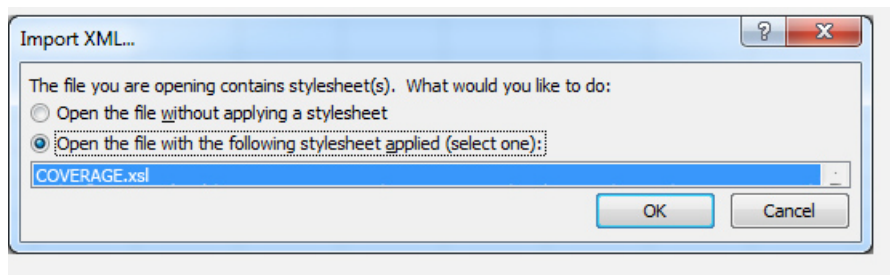 Import XML...
The file you are opening contains stylesheet(s). What would you like to do:
Open the file without applying a stylesheet
Open the file with the following stylesheet applied (select one):
COVERAGE.xsl
OK
Cancel